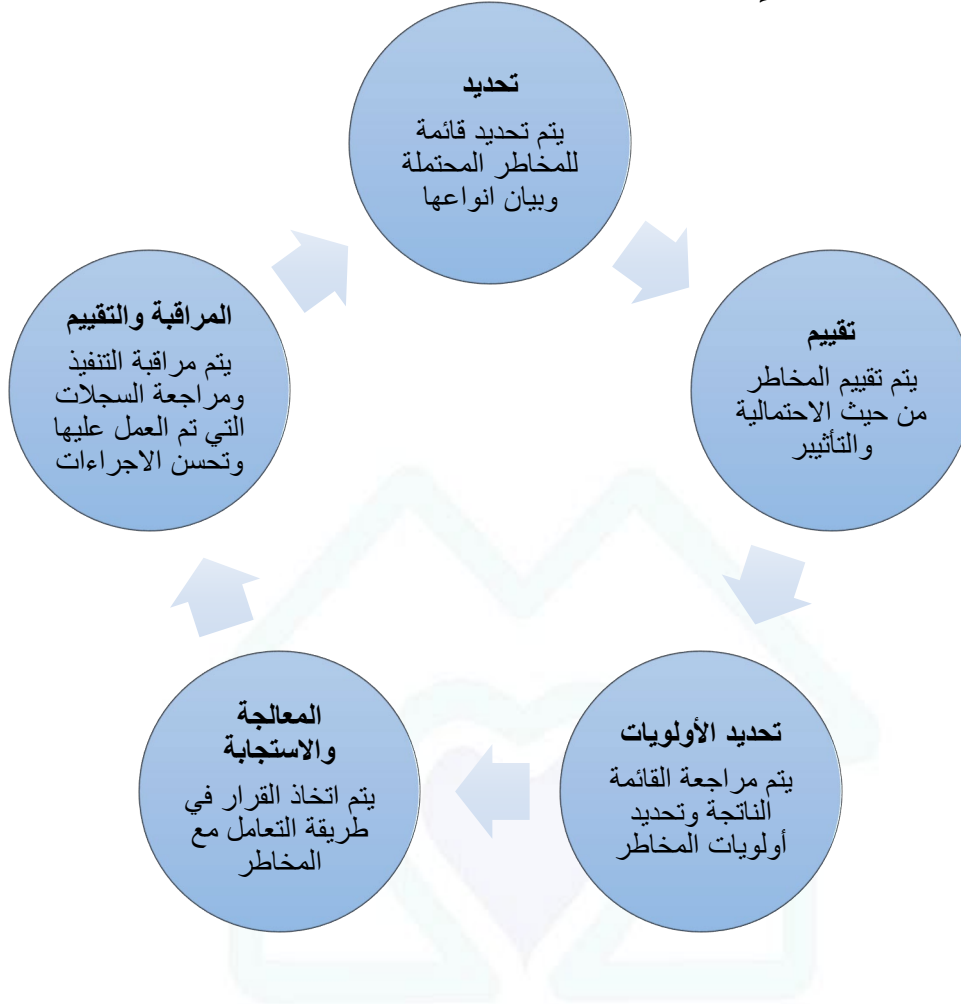 تحديد
يتم تحديد قائمة
للمخاطر المحتملة
وبيان انواعها
تقييم
يتم تقييم المخاطر
من حيث الاحتمالية
والتأثيير
تحديد الأولويات
يتم مراجعة القائمة
الناتجة وتحديد
أولويات المخاطر
المعالجة
والاستجابة
يتم اتخاذ القرار في
طريقة التعامل مع
المخاطر
المراقبة والتقييم
يتم مراقبة التنفيذ
ومراجعة السجلات
التي تم العمل عليها
وتحسن الاجراءات